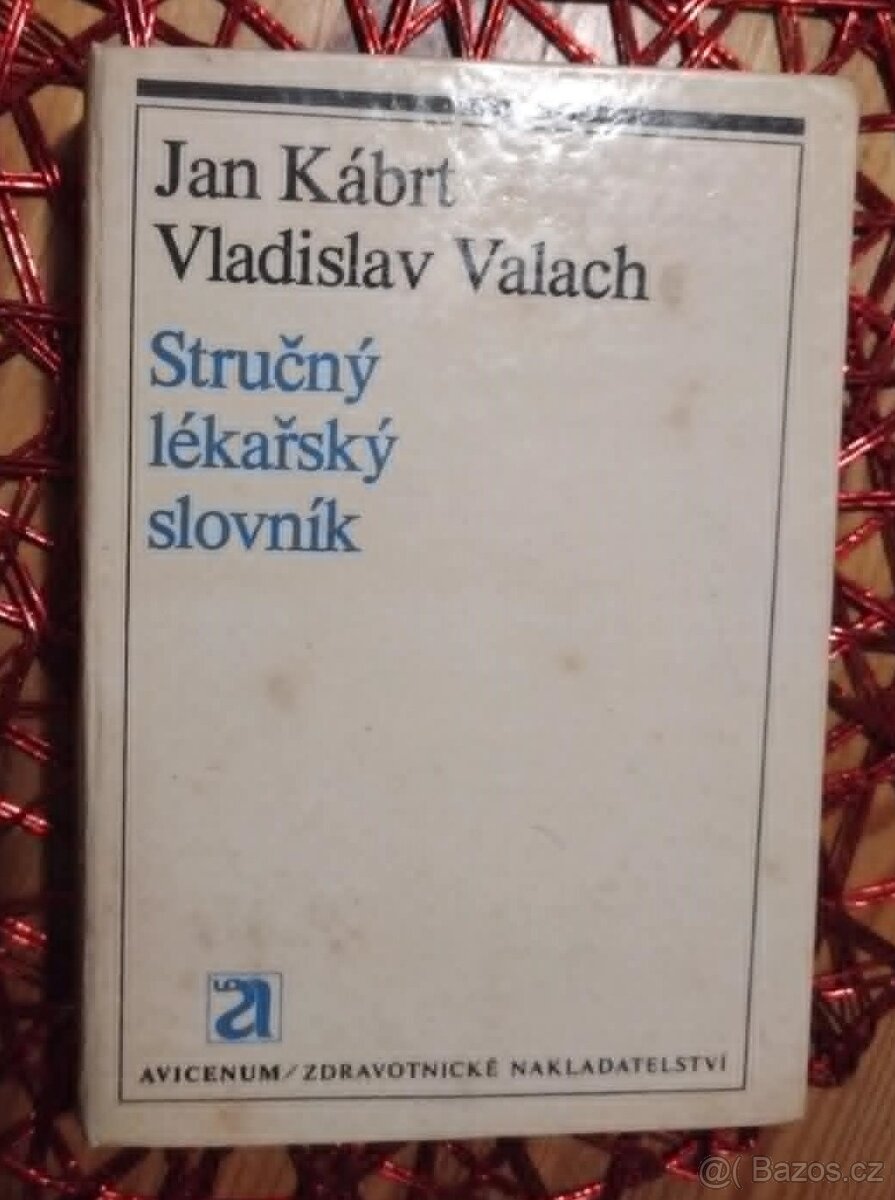 Jan Kábrt
Vladislav Valach
Stručný
lékařský
slovník
AVICENUM/ZDRAVOTNICKÉ NAKLADATELSTVÍ
@( Bazos.cz